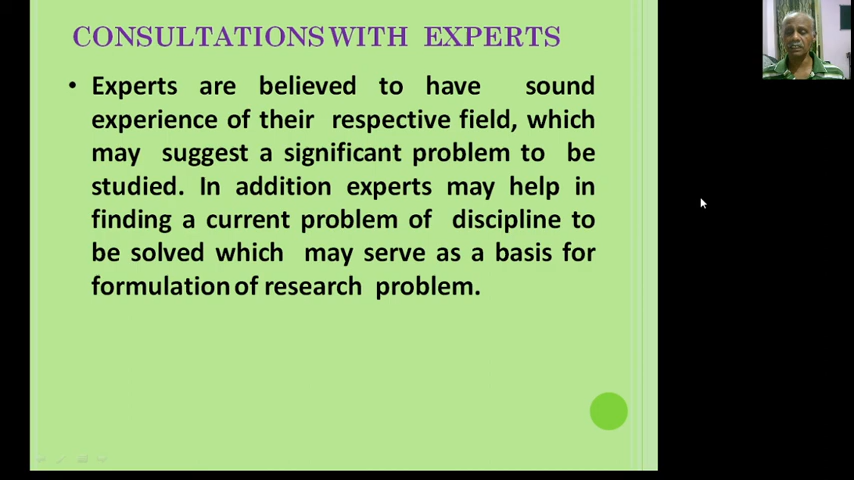 CONSULTATIONS WITH EXPERTS
• Experts are believed to have sound
experience of their respective field, which
may suggest a significant problem to be
studied. In addition experts may help in
finding a current problem of discipline to
be solved which may serve as a basis for
formulation of research problem.